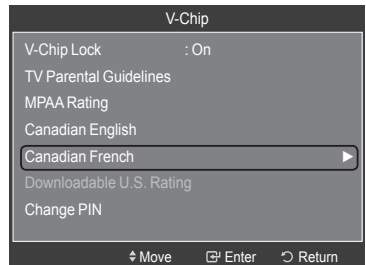 V-Chip
V-Chip Lock : On
TV Parental Guidelines
MPAA Rating
Canadian English
Canadian French
Downloadable U.S. Rating
Change PIN
Move Enter Return